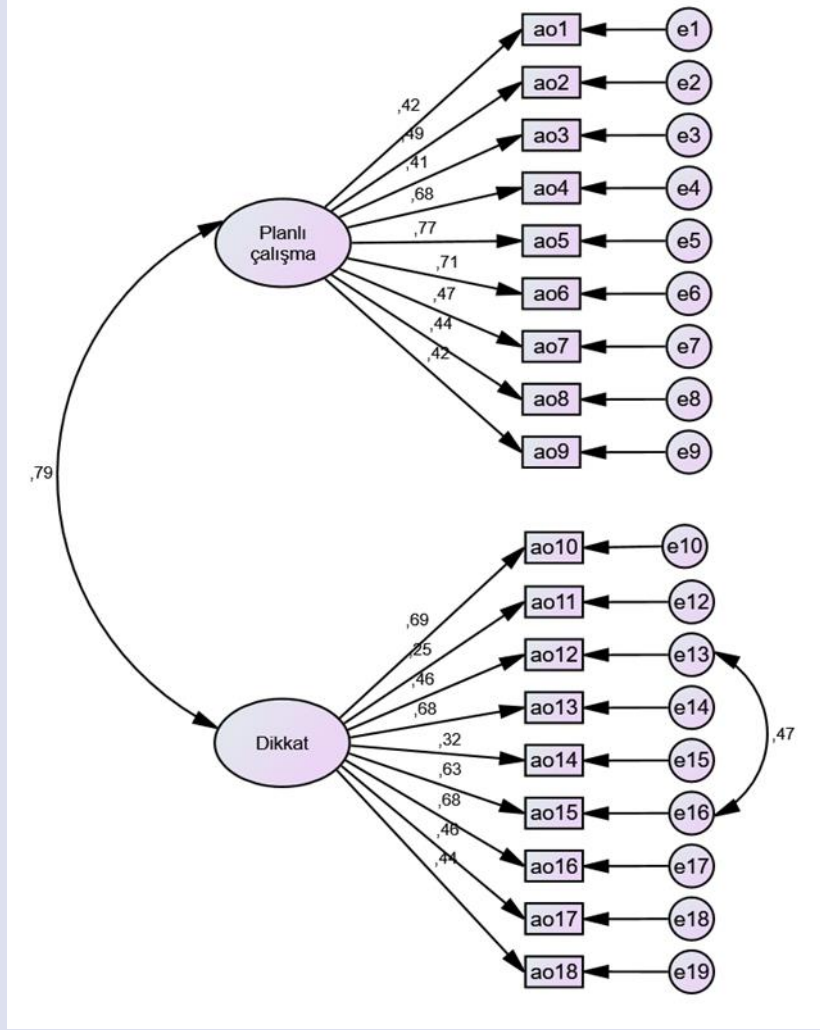 ao1 e1
ao2 e2
ao3 e3
ao4 e4
ao5 e5
ao6 e6
ao7 e7
ao8 e8
ao9 e9
,42
,49
,41
,68
,77
,71
,47
,44
,42
Planlı
çalışma
,79
ao10 e10
ao11 e12
ao12 e13
ao13 e14
ao14 e15
ao15 e16
ao16 e17
ao17 e18
ao18 e19
,69
,25
,46
,68
,32
,63
,68
,46
,44
Dikkat
,47